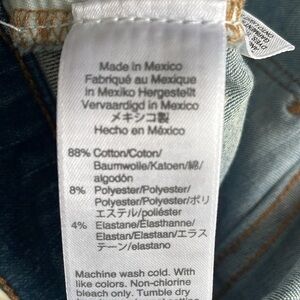 Made in Mexico
Fabriqué au Mexique
in Mexiko Hergestellt
Vervaardigd in Mexico
メキシコ製
Hecho en México
88% Cotton/Coton/
Baumwolle/Katoen/綿/
algodón
8% Polyester/Polyester/
Polyester/Polyester/ポリ
エステル/poliéster
4% Elastane/Élasthanne/
Elastan/Elastaan/エラス
テーン/elastano
Machine wash cold. With
like colors. Non-chlorine
bleach only. Tumble dry